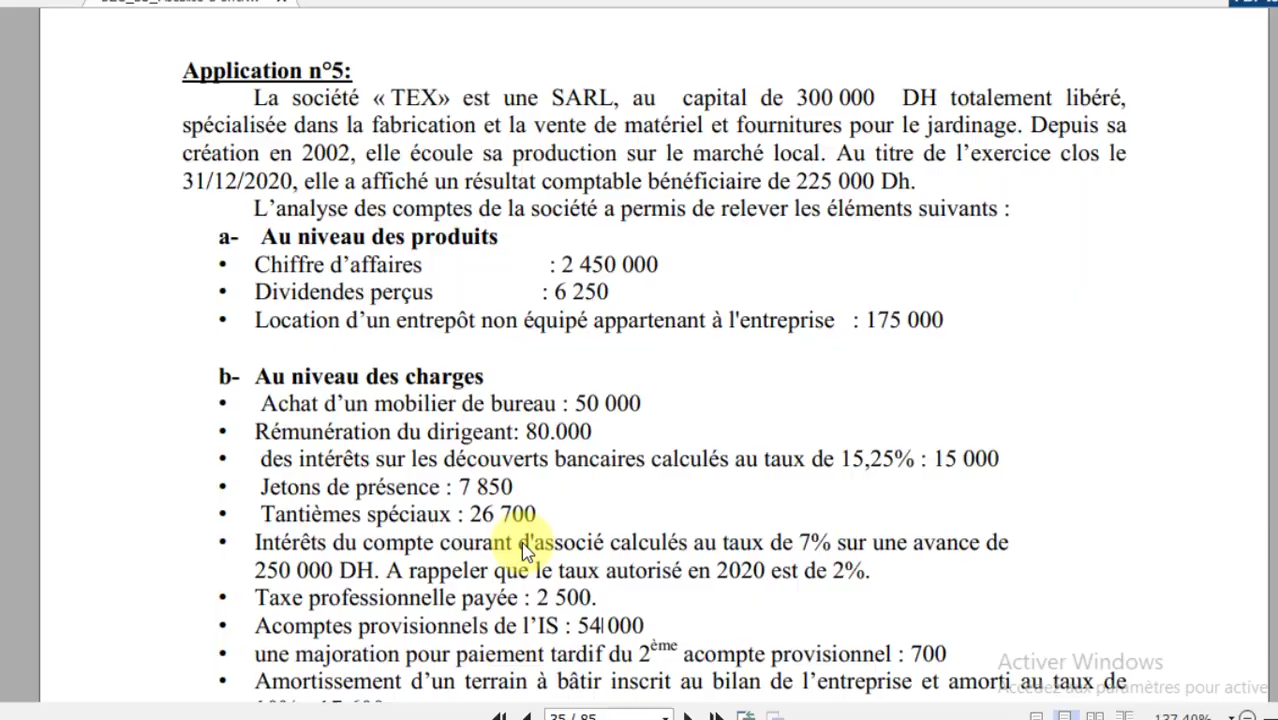 Application n°5:
La société « TEX» est une SARL, au capital de 300 000 DH totalement libéré,
spécialisée dans la fabrication et la vente de matériel et fournitures pour le jardinage. Depuis sa
création en 2002, elle écoule sa production sur le marché local. Au titre de l'exercice clos le
31/12/2020, elle a affiché un résultat comptable bénéficiaire de 225 000 Dh.
L'analyse des comptes de la société a permis de relever les éléments suivants :
a- Au niveau des produits
• Chiffre d'affaires : 2 450 000
• Dividendes perçus : 6 250
• Location d'un entrepôt non équipé appartenant à l'entreprise : 175 000
b- Au niveau des charges
• Achat d'un mobilier de bureau : 50 000
• Rémunération du dirigeant: 80.000
• des intérêts sur les découverts bancaires calculés au taux de 15,25% : 15 000
• Jetons de présence : 7 850
• Tantièmes spéciaux : 26 700
• Intérêts du compte courant d'associé calculés au taux de 7% sur une avance de
250 000 DH. A rappeler que le taux autorisé en 2020 est de 2%.
• Taxe professionnelle payée : 2 500.
• Acomptes provisionnels de l'IS : 54 000
• une majoration pour paiement tardif du 2ème acompte provisionnel : 700
Activer Windows
• Amortissement d'un terrain à bâtir inscrit au bilan de l'entreprise et amorti au taux de
Accédez aux paramètres pour active
35 / 85
137,40%